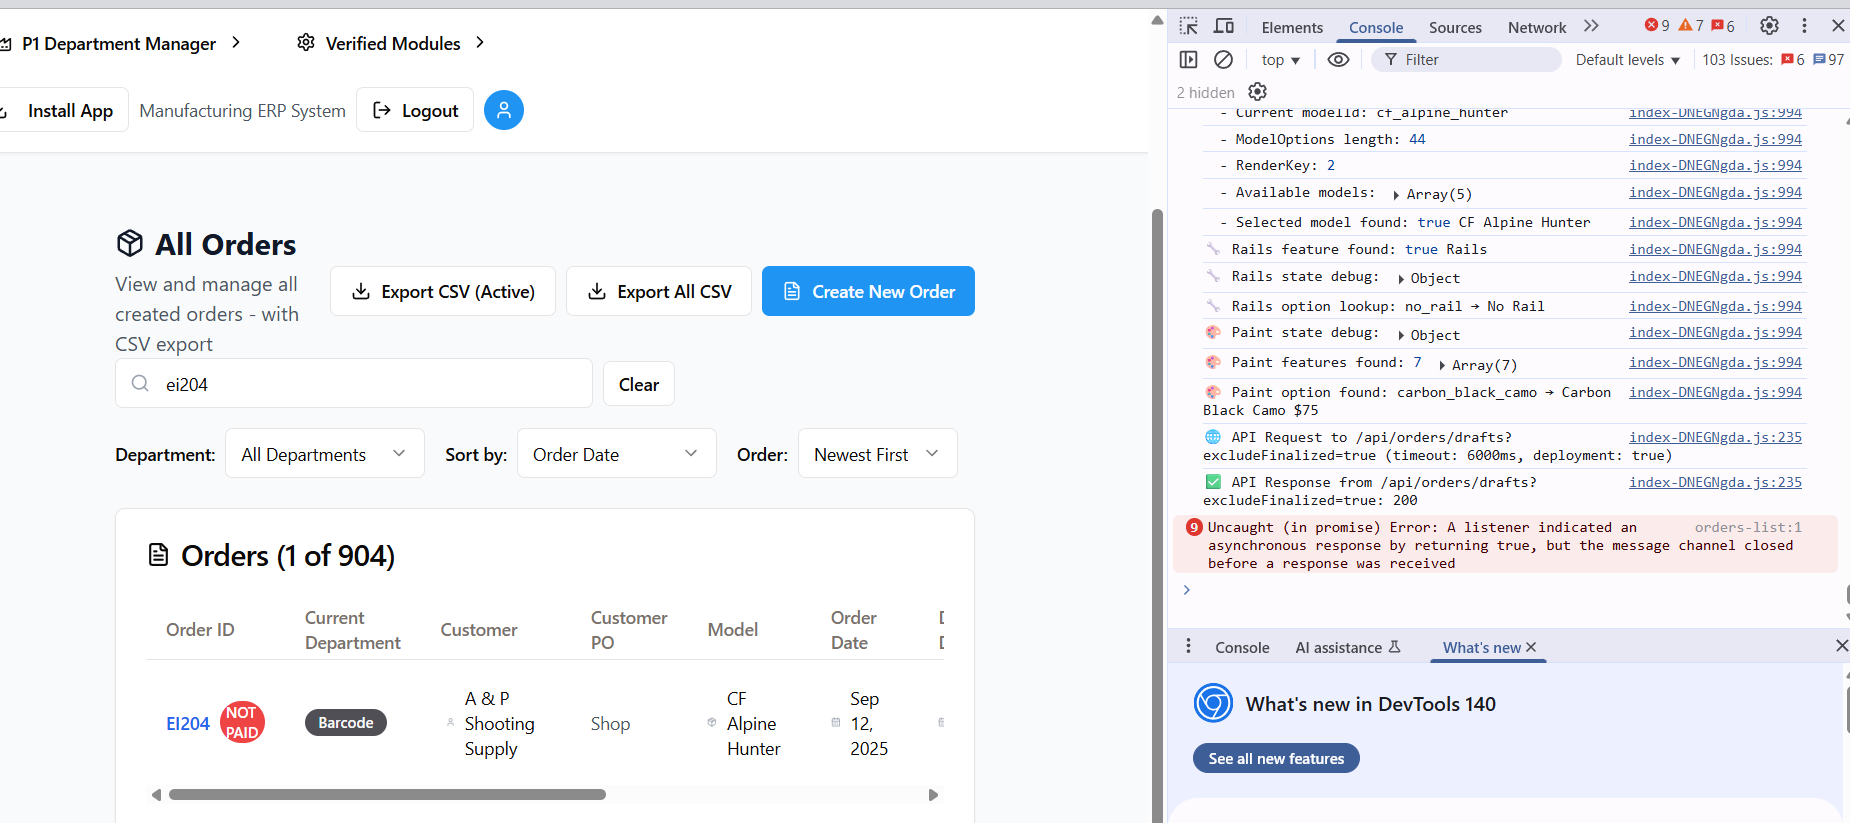 P1 Department Manager
Verified Modules
Install App
Manufacturing ERP System
Logout
All Orders
View and manage all
created orders - with
CSV export
Export CSV (Active)
Export All CSV
Create New Order
ei204
Clear
Department:
All Departments
Sort by:
Order Date
Order:
Newest First
Orders (1 of 904)
Order ID
Current
Department
Customer
Customer
PO
Model
Order
Date
EI204
NOT
PAID
Barcode
A & P
Shooting
Supply
Shop
CF
Alpine
Hunter
Sep
12,
2025
Elements
Console
Sources
Network
9
7
6
top
Filter
Default levels
103 Issues:
6
97
2 hidden
- Current modelId: cf_alpine_hunter
index-DNEGNgda.js:994
- ModelOptions length: 44
index-DNEGNgda.js:994
- RenderKey: 2
index-DNEGNgda.js:994
- Available models: Array(5)
index-DNEGNgda.js:994
- Selected model found: true CF Alpine Hunter
index-DNEGNgda.js:994
Rails feature found: true Rails
index-DNEGNgda.js:994
Rails state debug: Object
index-DNEGNgda.js:994
Rails option lookup: no_rail → No Rail
index-DNEGNgda.js:994
Paint state debug: Object
index-DNEGNgda.js:994
Paint features found: 7 Array(7)
index-DNEGNgda.js:994
Paint option found: carbon_black_camo → Carbon
Black Camo $75
index-DNEGNgda.js:994
API Request to /api/orders/drafts?
excludeFinalized=true (timeout: 6000ms, deployment: true)
index-DNEGNgda.js:235
API Response from /api/orders/drafts?
excludeFinalized=true: 200
index-DNEGNgda.js:235
9
Uncaught (in promise) Error: A listener indicated an
asynchronous response by returning true, but the message channel closed
before a response was received
orders-list:1
Console
AI assistance
What's new
What's new in DevTools 140
See all new features